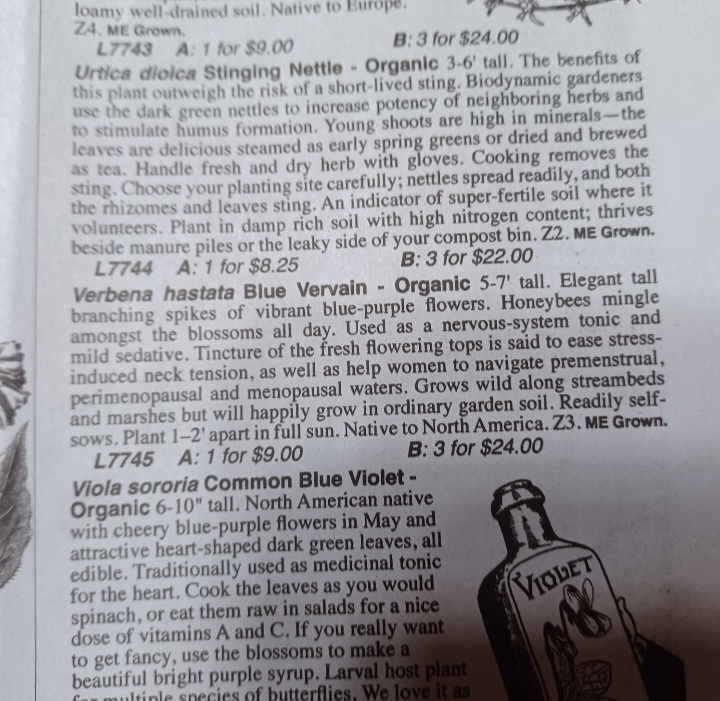 loamy well-drained soil. Native to Europe.
Z4. ME Grown.
L7743 A: 1 for $9.00 B: 3 for $24.00
Urtica dioica Stinging Nettle - Organic 3-6' tall. The benefits of
this plant outweigh the risk of a short-lived sting. Biodynamic gardeners
use the dark green nettles to increase potency of neighboring herbs and
to stimulate humus formation. Young shoots are high in minerals—the
leaves are delicious steamed as early spring greens or dried and brewed
as tea. Handle fresh and dry herb with gloves. Cooking removes the
sting. Choose your planting site carefully; nettles spread readily, and both
the rhizomes and leaves sting. An indicator of super-fertile soil where it
volunteers. Plant in damp rich soil with high nitrogen content; thrives
beside manure piles or the leaky side of your compost bin. Z2. ME Grown.
L7744 A: 1 for $8.25 B: 3 for $22.00
Verbena hastata Blue Vervain - Organic 5-7' tall. Elegant tall
branching spikes of vibrant blue-purple flowers. Honeybees mingle
amongst the blossoms all day. Used as a nervous-system tonic and
mild sedative. Tincture of the fresh flowering tops is said to ease stress-
induced neck tension, as well as help women to navigate premenstrual,
perimenopausal and menopausal waters. Grows wild along streambeds
and marshes but will happily grow in ordinary garden soil. Readily self-
sows. Plant 1–2' apart in full sun. Native to North America. Z3. ME Grown.
L7745 A: 1 for $9.00 B: 3 for $24.00
Viola sororia Common Blue Violet -
Organic 6-10" tall. North American native
with cheery blue-purple flowers in May and
attractive heart-shaped dark green leaves, all
edible. Traditionally used as medicinal tonic
for the heart. Cook the leaves as you would
spinach, or eat them raw in salads for a nice
dose of vitamins A and C. If you really want
to get fancy, use the blossoms to make a
beautiful bright purple syrup. Larval host plant
for multiple species of butterflies. We love it as
VIOLET